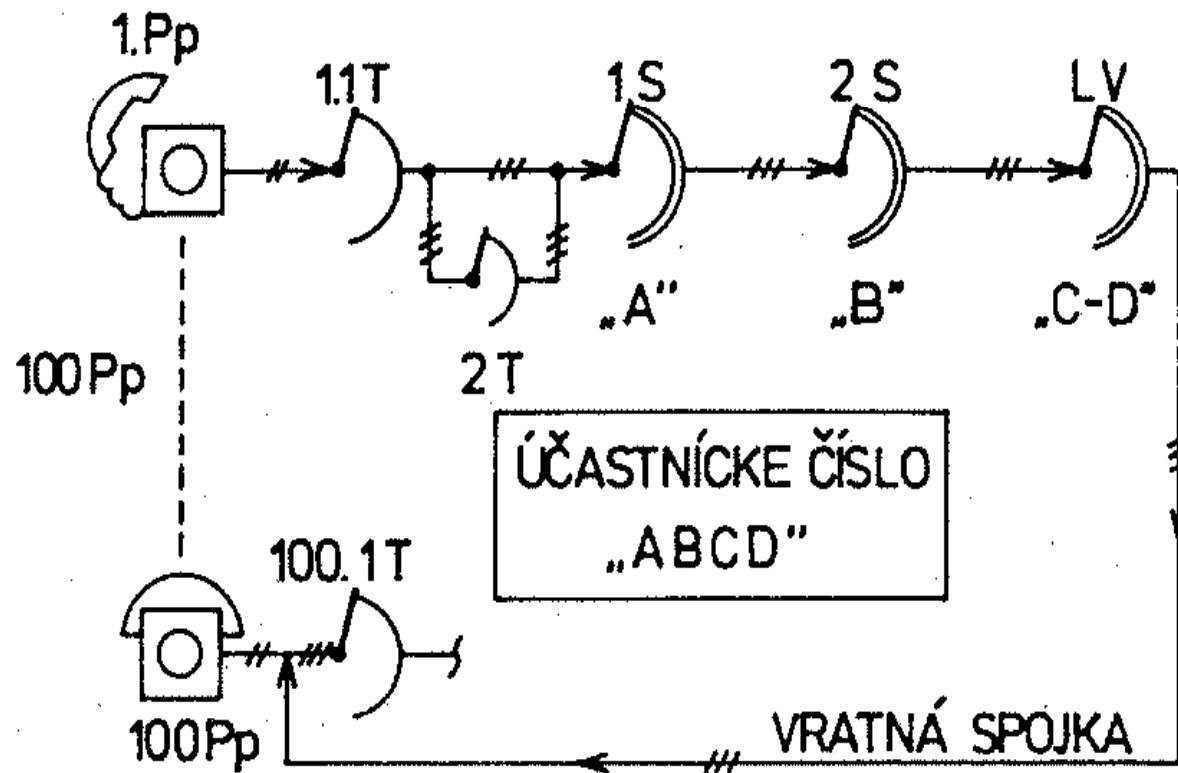 1.Pp
1.1T
1S
2S
LV
„A”
„B”
„C-D”
2T
100Pp
ÚČASTNÍCKE ČÍSLO
„ABCD”
100.1T
100Pp
VRATNÁ SPOJKA